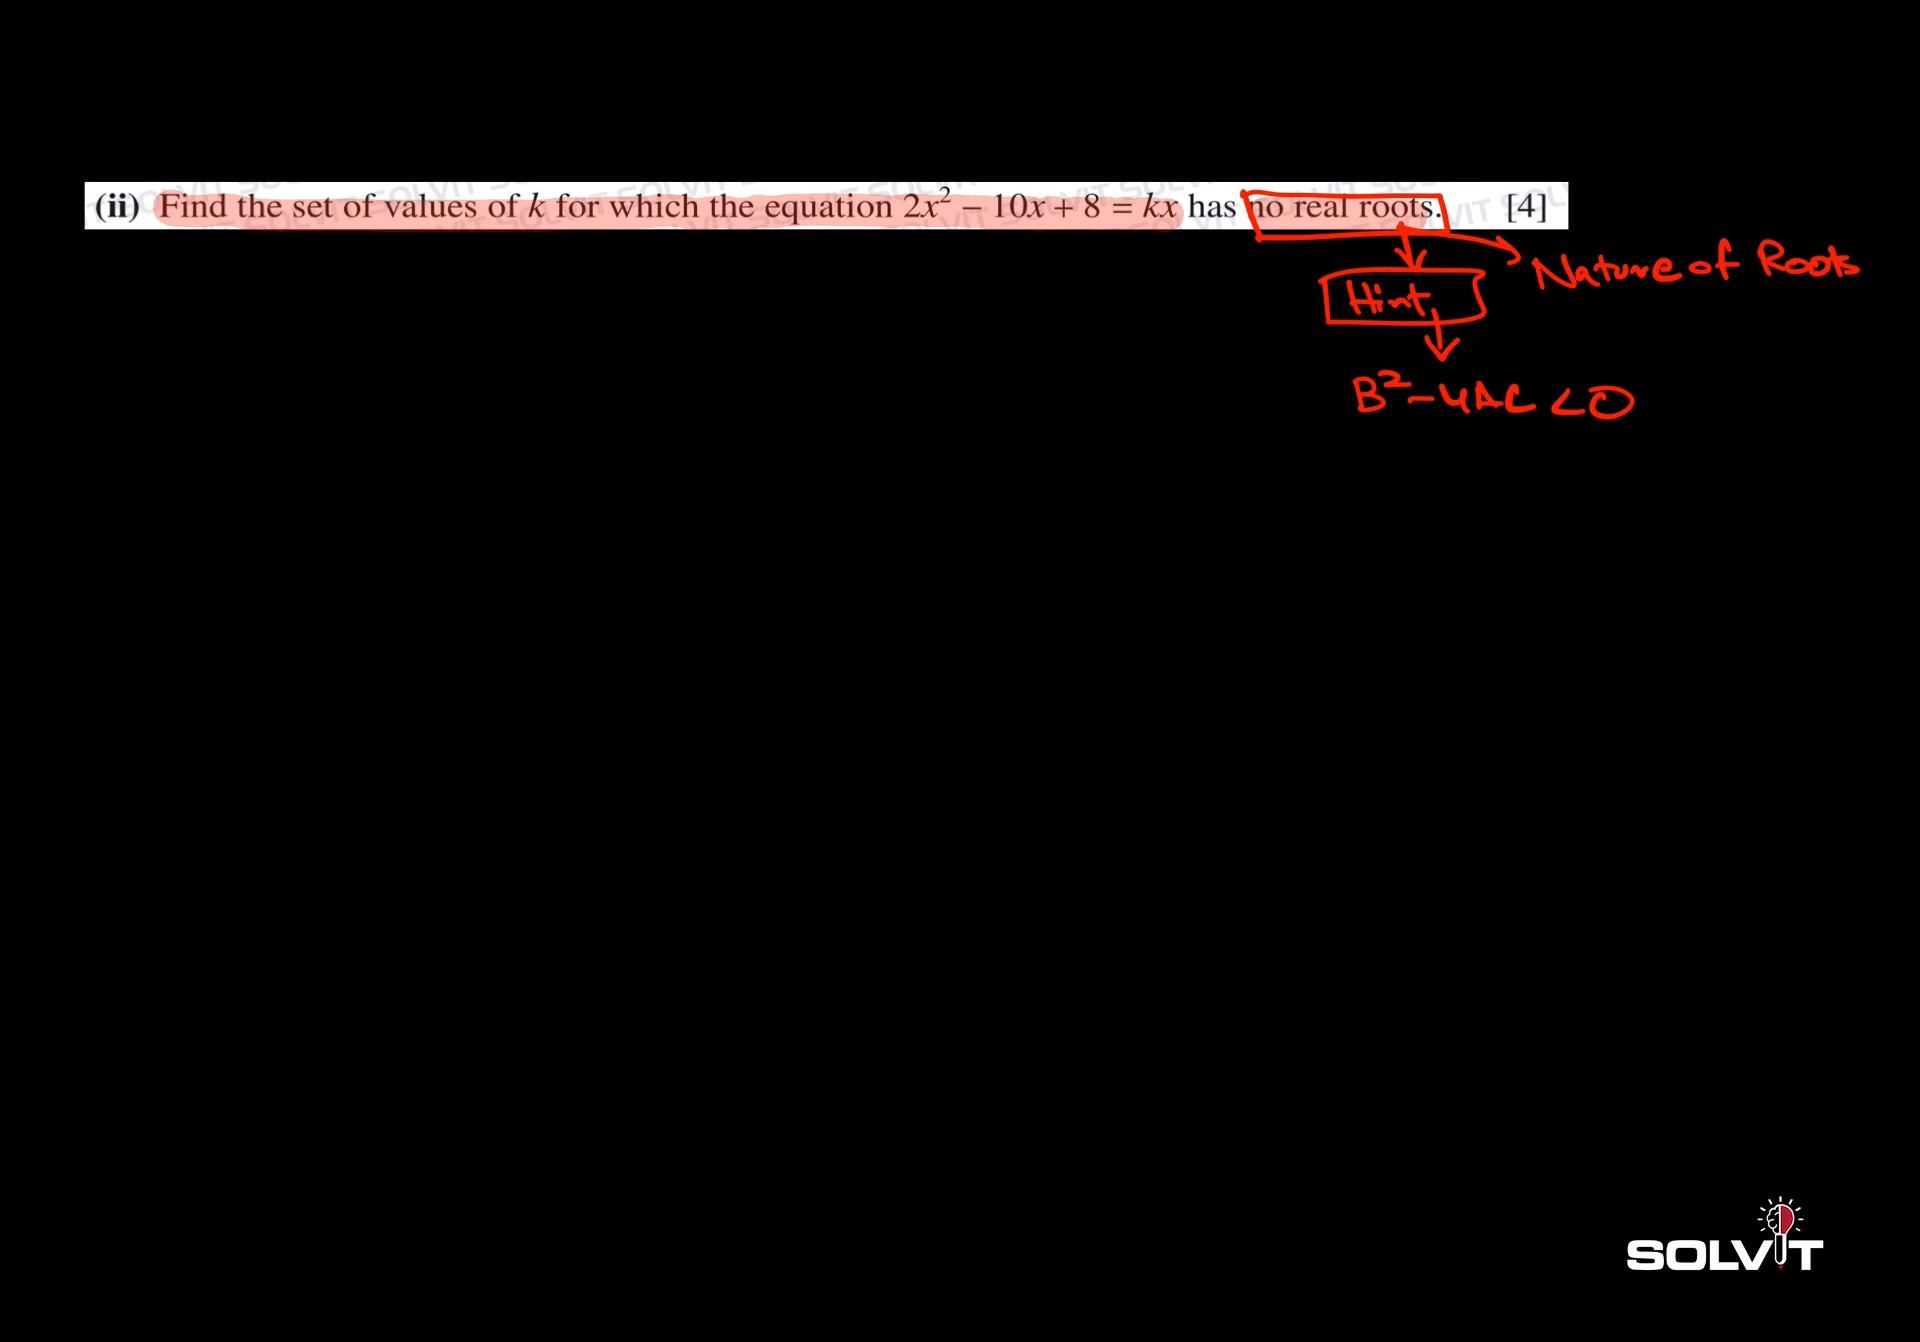 (ii) Find the set of values of k for which the equation 2x² − 10x + 8 = kx has no real roots. [4]
Nature of Roots
Hint
B²−4AC <0
SOLVIT